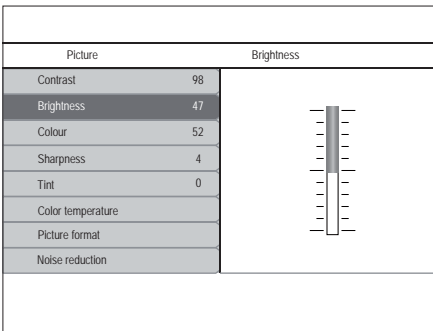 Picture Brightness
Contrast 98
Brightness 47
Colour 52
Sharpness 4
Tint 0
Color temperature
Picture format
Noise reduction